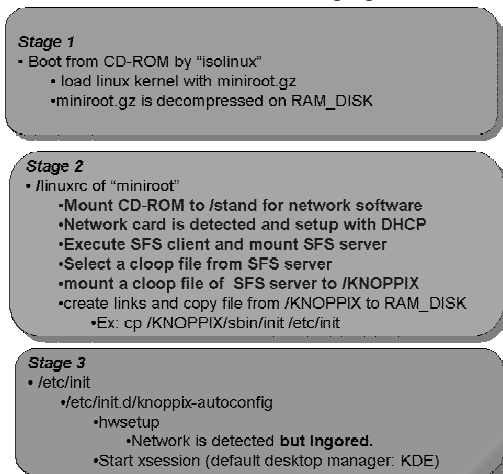 Stage 1
• Boot from CD-ROM by “isolinux”
• load linux kernel with miniroot.gz
•miniroot.gz is decompressed on RAM_DISK
Stage 2
• /linuxrc of “miniroot”
•Mount CD-ROM to /stand for network software
•Network card is detected and setup with DHCP
•Execute SFS client and mount SFS server
•Select a cloop file from SFS server
•mount a cloop file of SFS server to /KNOPPIX
•create links and copy file from /KNOPPIX to RAM_DISK
•Ex: cp /KNOPPIX/sbin/init /etc/init
Stage 3
• /etc/init
•/etc/init.d/knoppix-autoconfig
•hwsetup
•Network is detected but Ingored.
•Start xsession (default desktop manager: KDE)